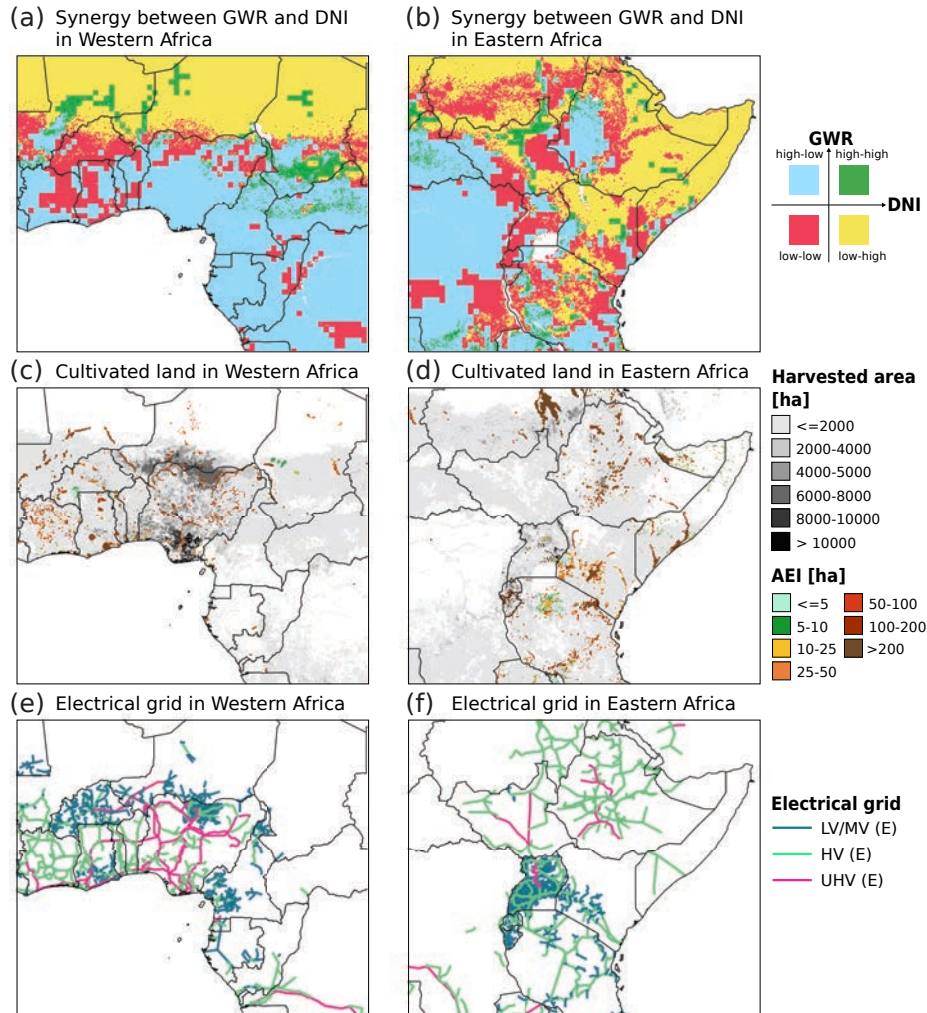 (a) Synergy between GWR and DNI
in Western Africa
(b) Synergy between GWR and DNI
in Eastern Africa
GWR
high-low high-high
DNI
low-low low-high
(c) Cultivated land in Western Africa
(d) Cultivated land in Eastern Africa
Harvested area
[ha]
<=2000
2000-4000
4000-5000
6000-8000
8000-10000
> 10000
AEI [ha]
<=5 50-100
5-10 100-200
10-25 >200
25-50
(e) Electrical grid in Western Africa
(f) Electrical grid in Eastern Africa
Electrical grid
LV/MV (E)
HV (E)
UHV (E)